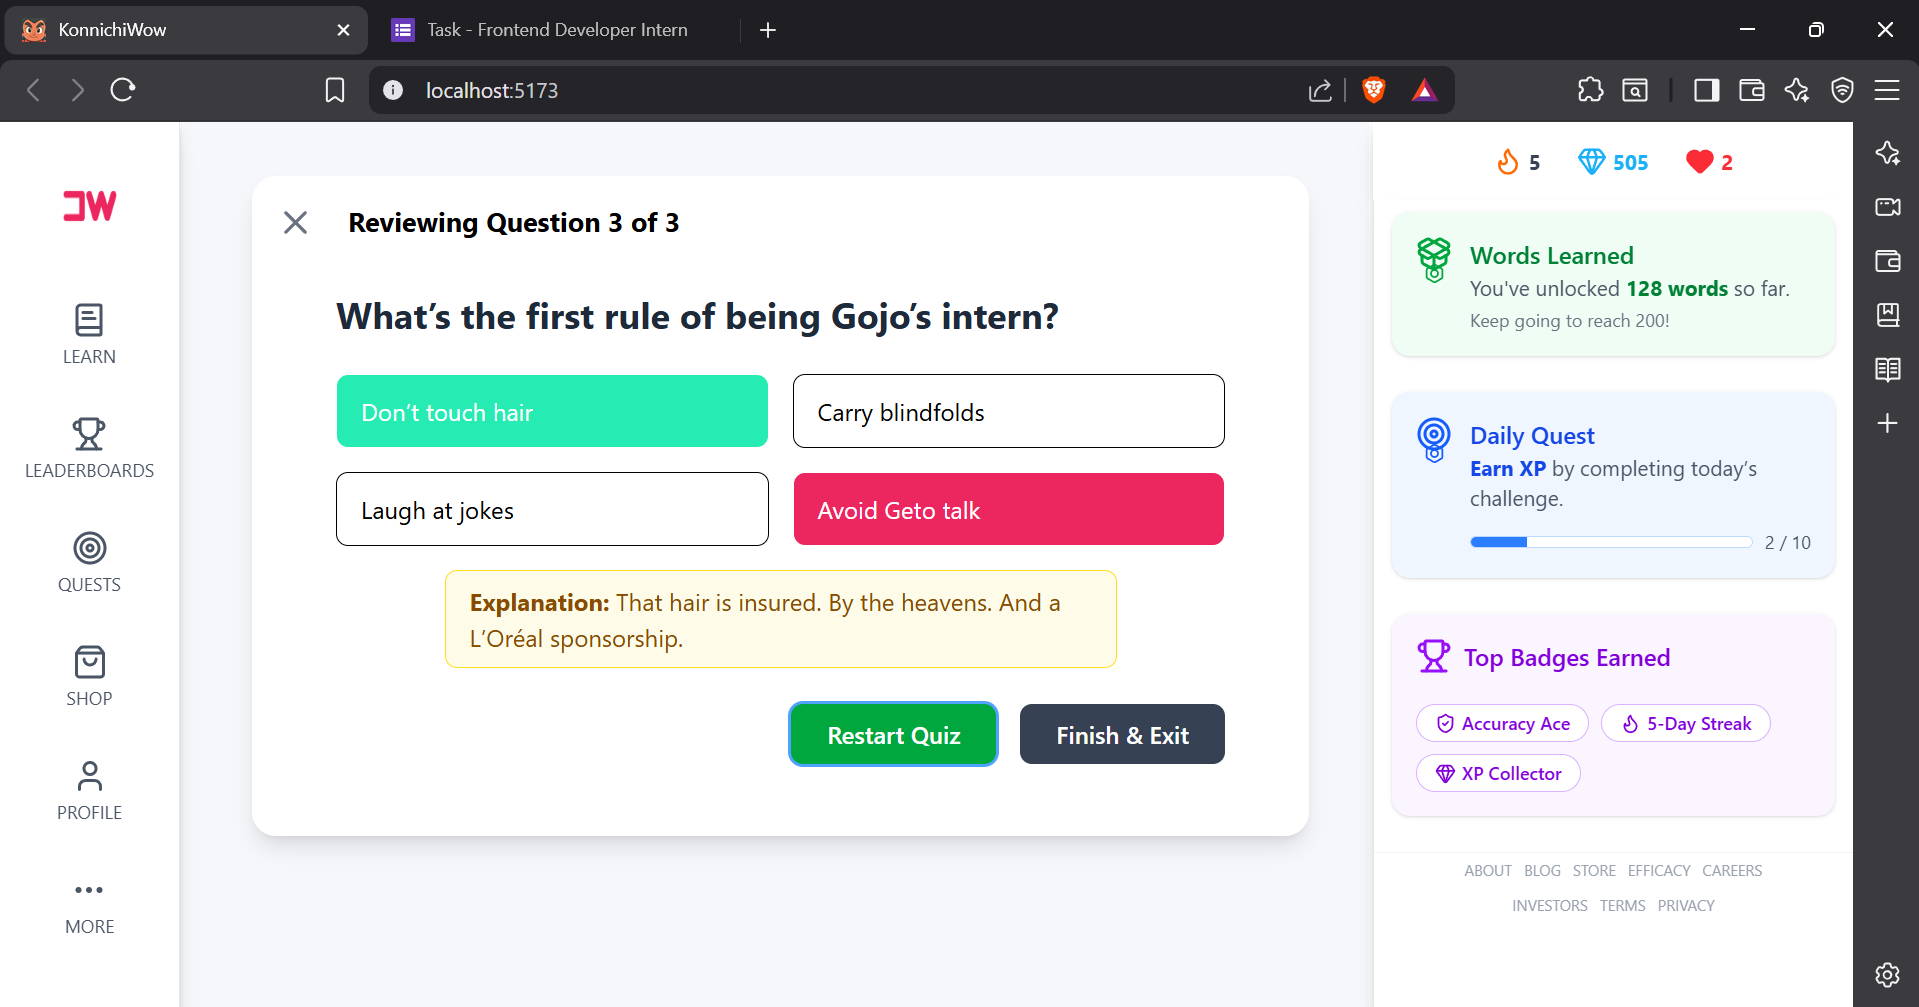 KonnichiWow
Task - Frontend Developer Intern
localhost:5173
LEARN
LEADERBOARDS
QUESTS
SHOP
PROFILE
MORE
Reviewing Question 3 of 3
What’s the first rule of being Gojo’s intern?
Don’t touch hair
Carry blindfolds
Laugh at jokes
Avoid Geto talk
Explanation: That hair is insured. By the heavens. And a
L’Oréal sponsorship.
Restart Quiz
Finish & Exit
5
505
2
Words Learned
You've unlocked 128 words so far.
Keep going to reach 200!
Daily Quest
Earn XP by completing today’s
challenge.
2 / 10
Top Badges Earned
Accuracy Ace
5-Day Streak
XP Collector
ABOUT BLOG STORE EFFICACY CAREERS
INVESTORS TERMS PRIVACY